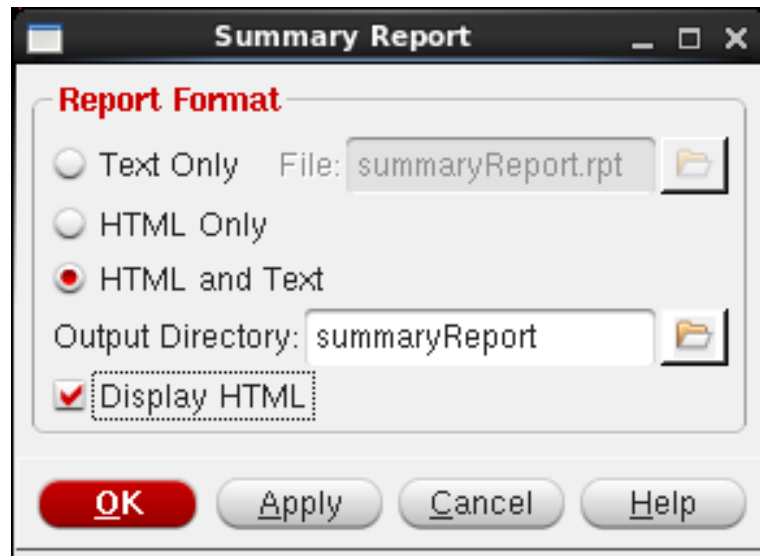 Summary Report
Report Format
Text Only File: summaryReport.rpt
HTML Only
HTML and Text
Output Directory: summaryReport
Display HTML
OK Apply Cancel Help